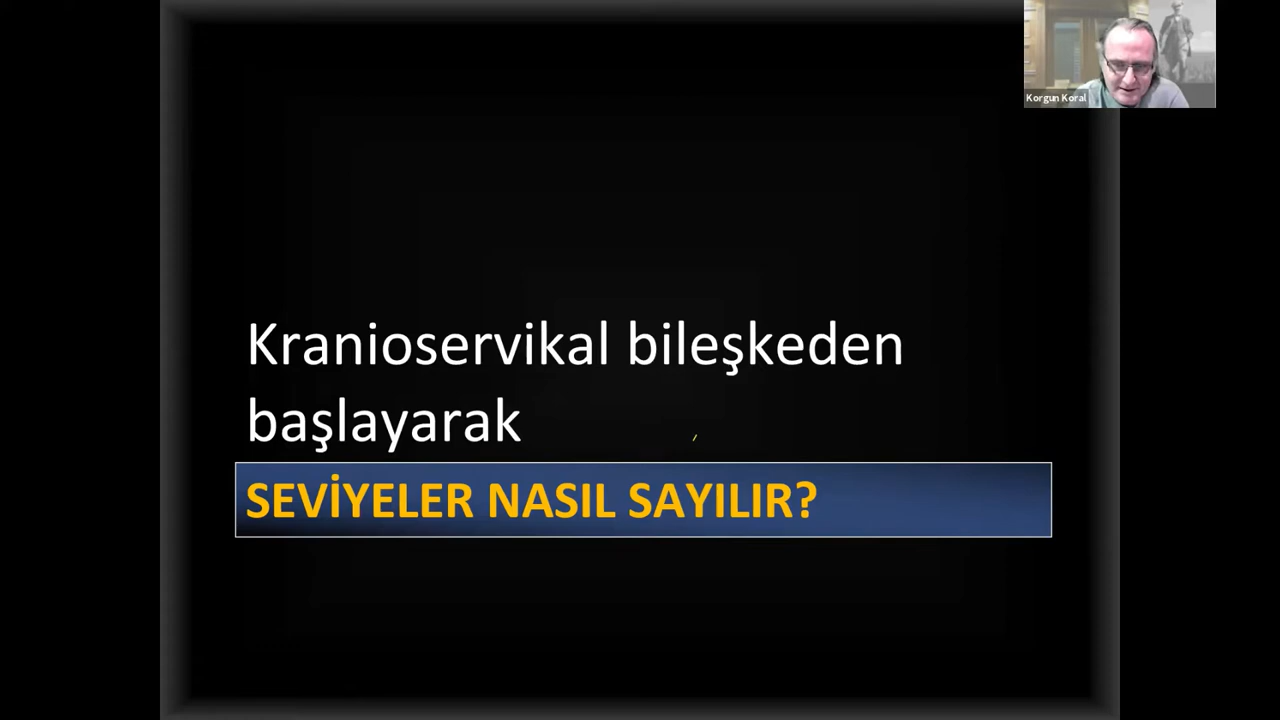 Korgun Koral
Kranioservikal bileşkeden
başlayarak
SEVİYELER NASIL SAYILIR?